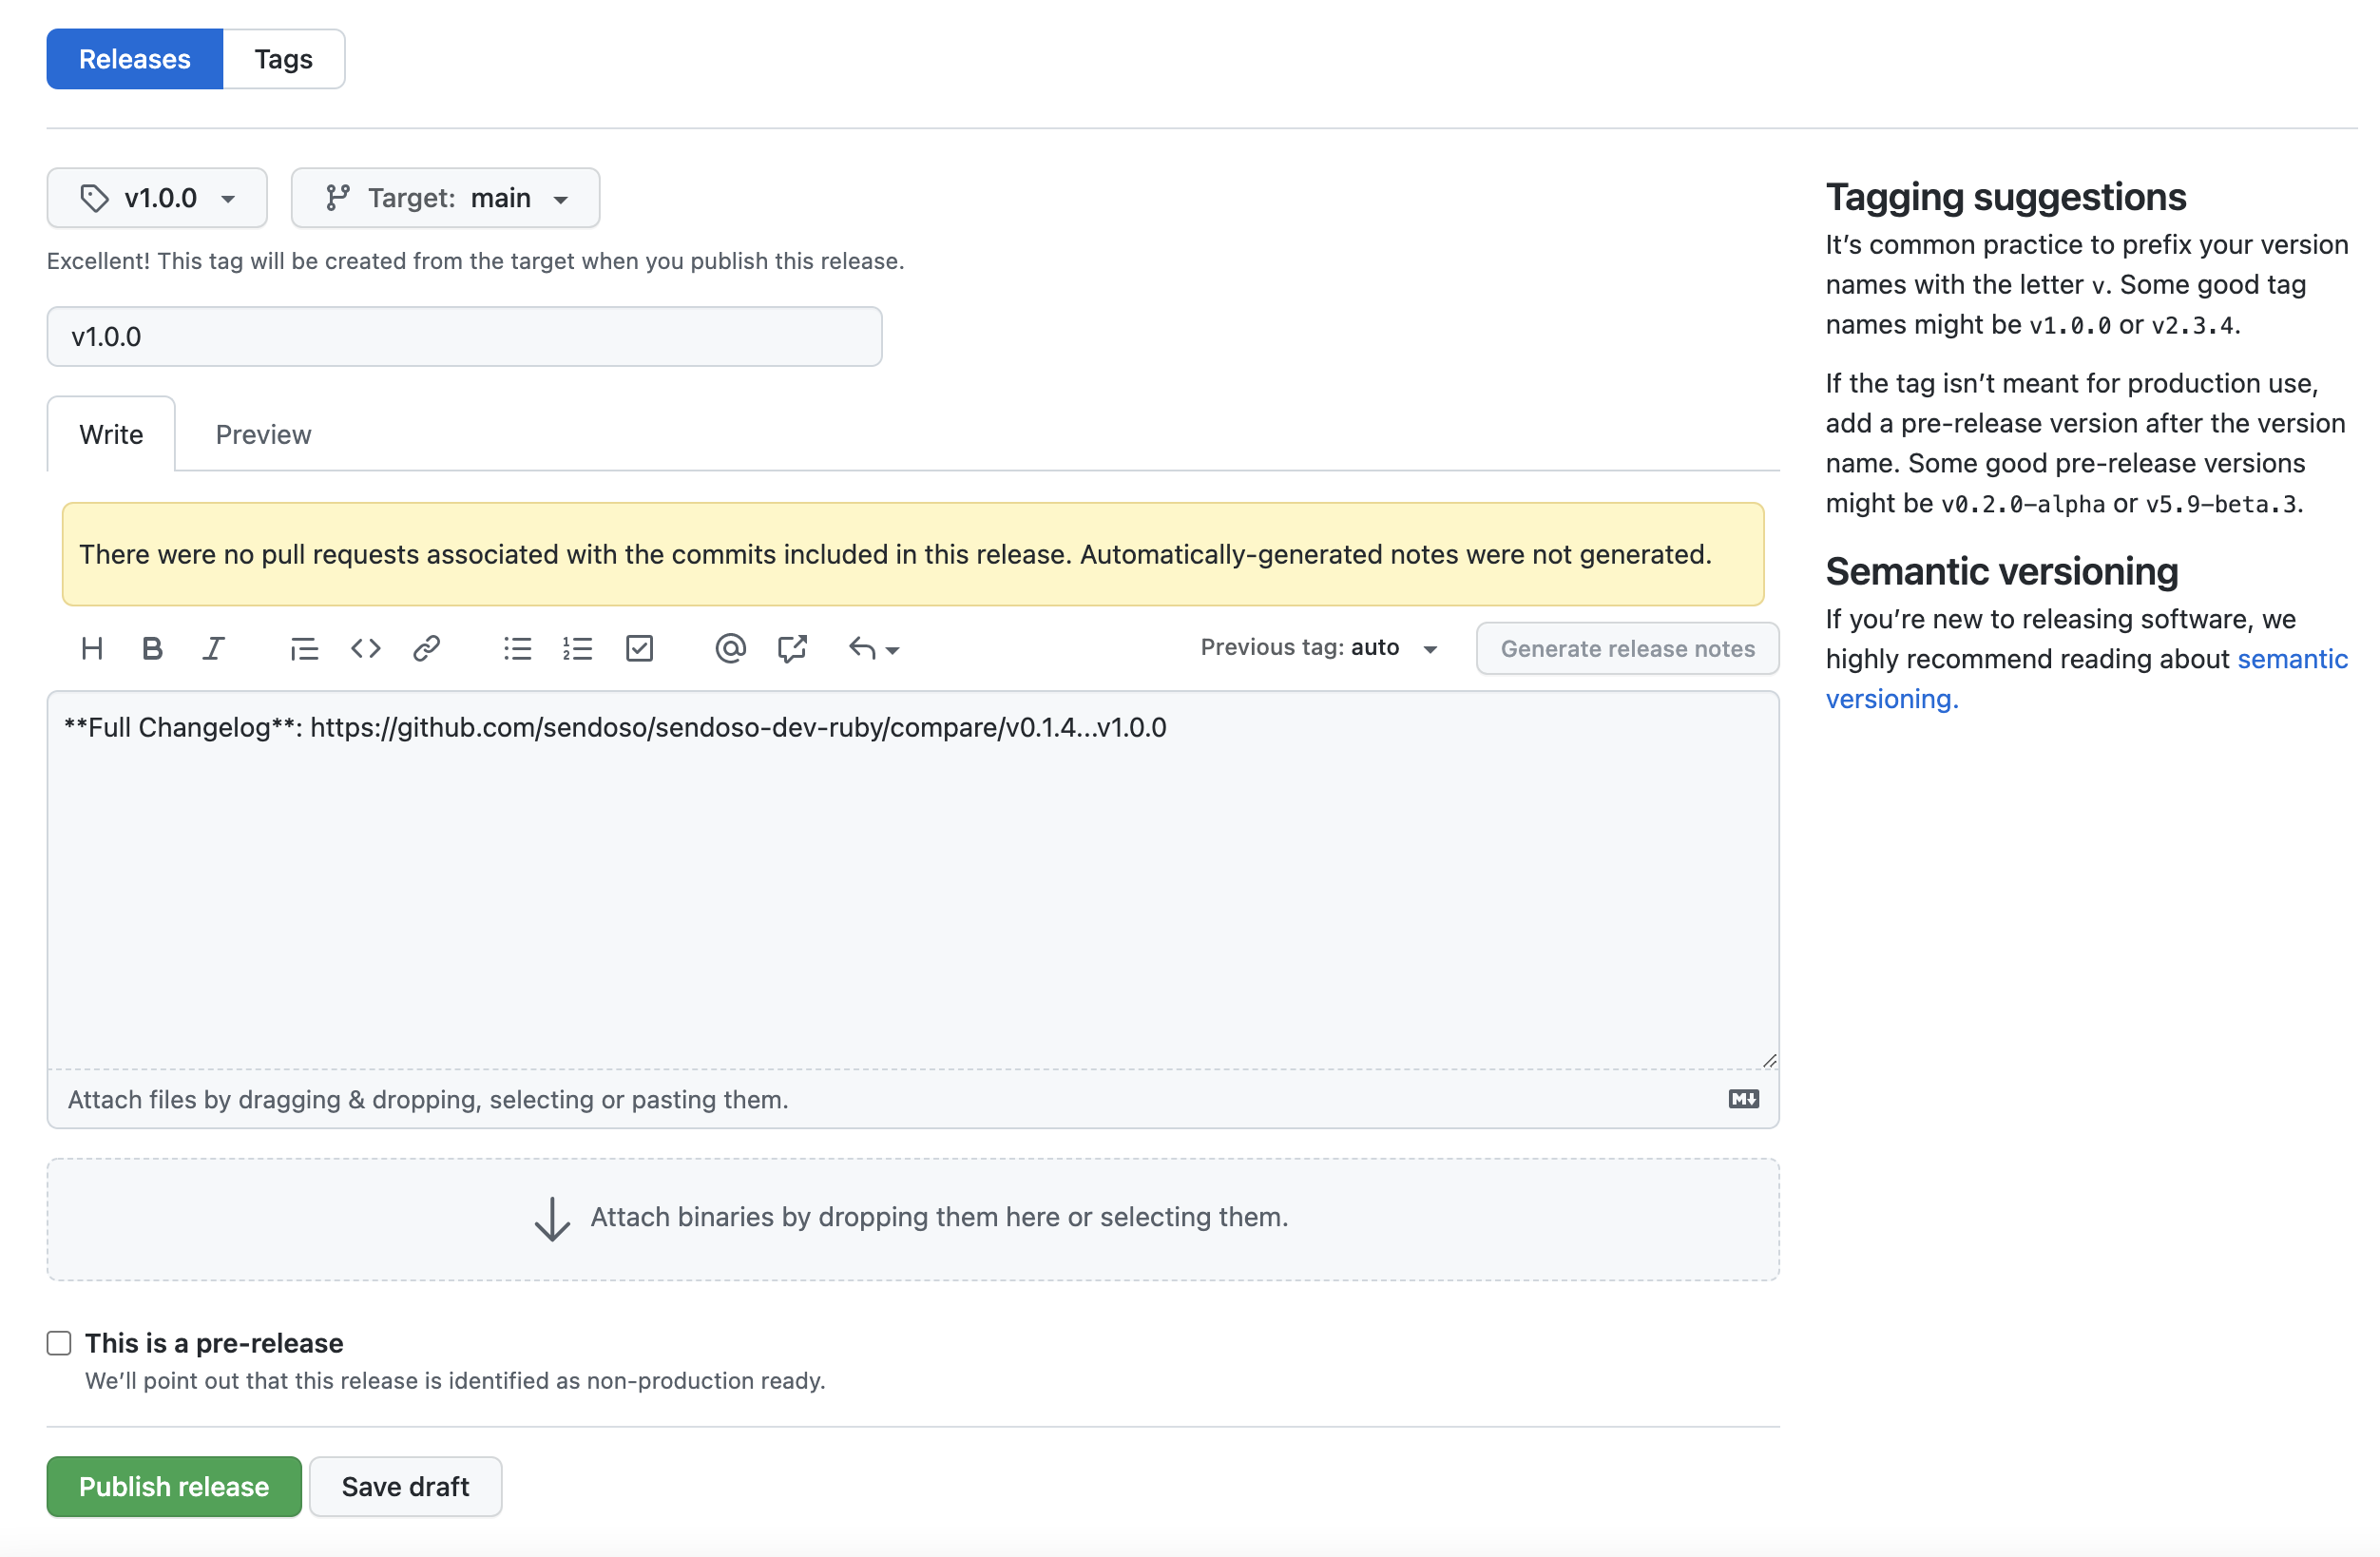 Releases
Tags
v1.0.0
Target: main
Excellent! This tag will be created from the target when you publish this release.
v1.0.0
Write
Preview
There were no pull requests associated with the commits included in this release. Automatically-generated notes were not generated.
Previous tag: auto
Generate release notes
**Full Changelog**: https://github.com/sendoso/sendoso-dev-ruby/compare/v0.1.4...v1.0.0
Attach files by dragging & dropping, selecting or pasting them.
M
Attach binaries by dropping them here or selecting them.
This is a pre-release
We’ll point out that this release is identified as non-production ready.
Publish release
Save draft
Tagging suggestions
It’s common practice to prefix your version
names with the letter v. Some good tag
names might be v1.0.0 or v2.3.4.
If the tag isn’t meant for production use,
add a pre-release version after the version
name. Some good pre-release versions
might be v0.2.0-alpha or v5.9-beta.3.
Semantic versioning
If you’re new to releasing software, we
highly recommend reading about semantic
versioning.